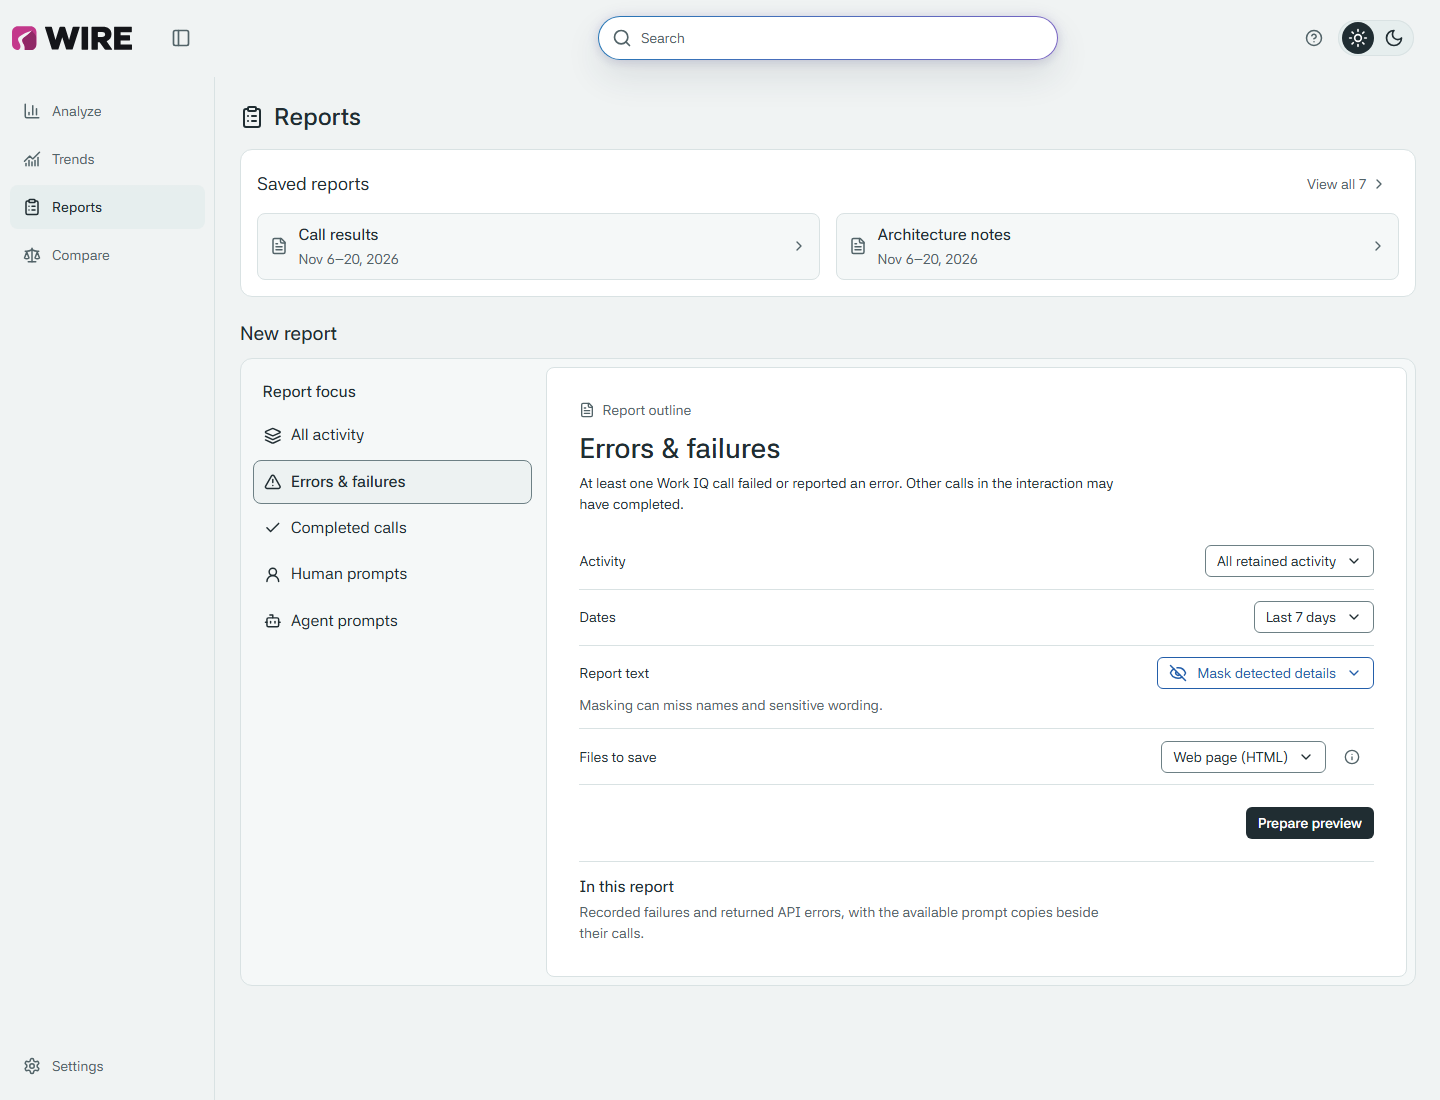 WIRE
Search
Analyze
Trends
Reports
Compare
Settings
Reports
Saved reports
View all 7
Call results
Nov 6–20, 2026
Architecture notes
Nov 6–20, 2026
New report
Report focus
All activity
Errors & failures
Completed calls
Human prompts
Agent prompts
Report outline
Errors & failures
At least one Work IQ call failed or reported an error. Other calls in the interaction may
have completed.
Activity
All retained activity
Dates
Last 7 days
Report text
Mask detected details
Masking can miss names and sensitive wording.
Files to save
Web page (HTML)
Prepare preview
In this report
Recorded failures and returned API errors, with the available prompt copies beside
their calls.